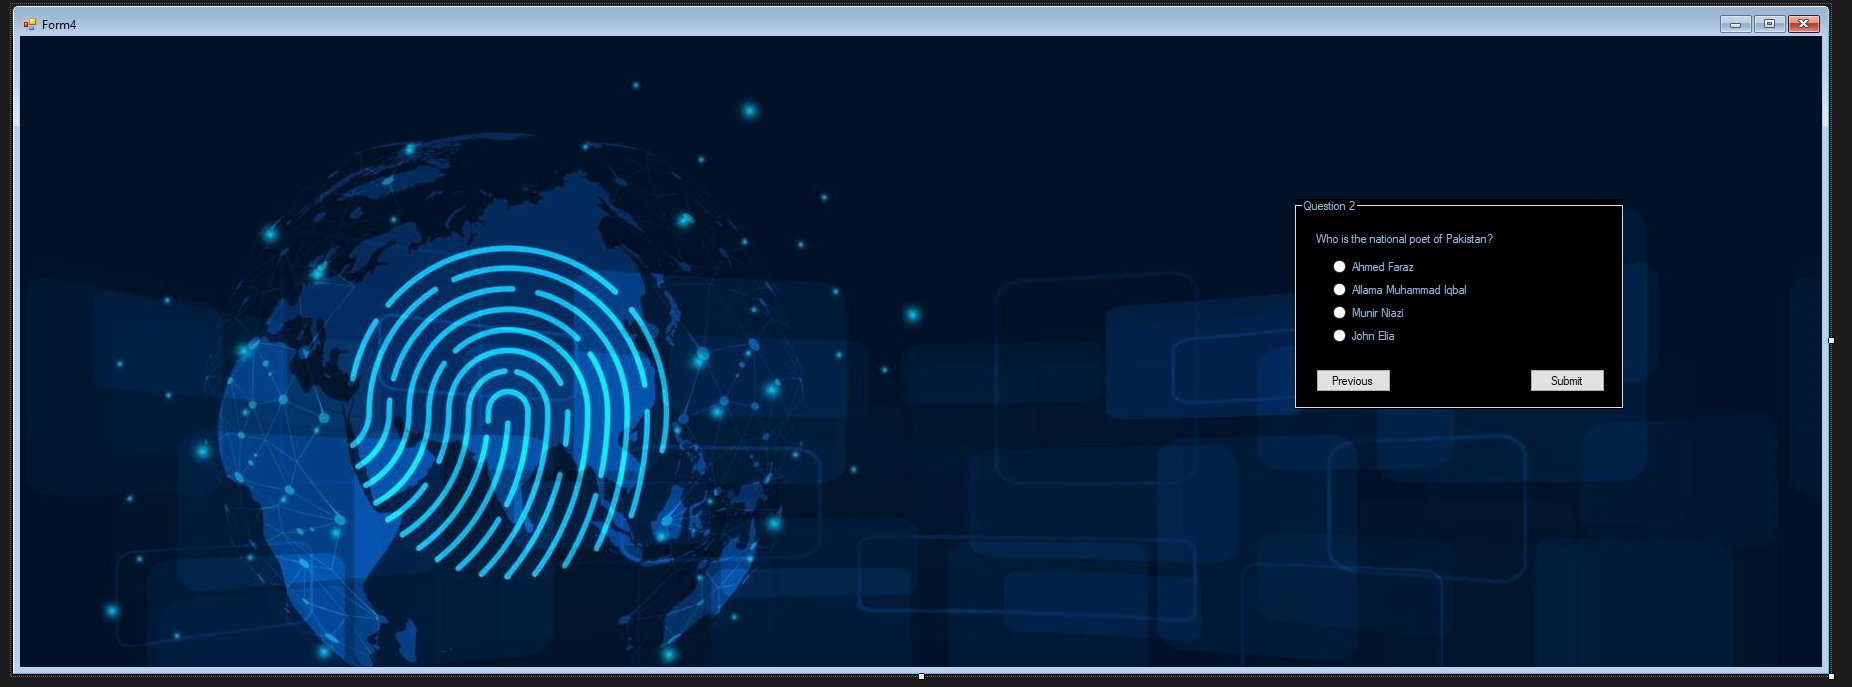 Form4
Question 2
Who is the national poet of Pakistan?
Ahmed Faraz
Allama Muhammad Iqbal
Munir Niazi
John Elia
Previous
Submit